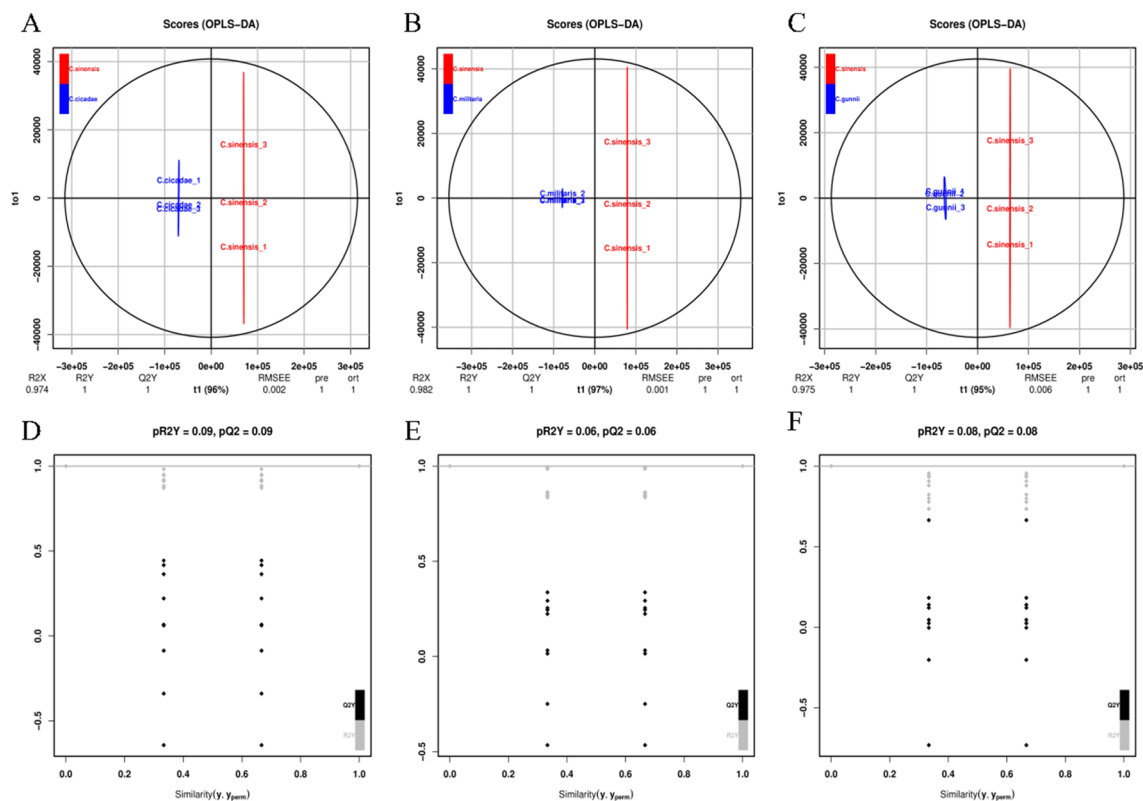 A
Scores (OPLS−DA)
C.sinensis
C.cicadae
C.sinensis_3
C.cicadae_1
C.sinensis_2
C.cicadae_2
C.cicadae_3
C.sinensis_1
to1
40000
20000
0
−20000
−40000
−3e+05 −2e+05 −1e+05 0e+00 1e+05 2e+05 3e+05
R2X R2Y Q2Y RMSEE pre ort
0.974 1 1 t1 (96%) 0.002 1 1
B
Scores (OPLS−DA)
C.sinensis
C.militaris
C.sinensis_3
C.militaris_2
C.sinensis_2
C.sinensis_1
to1
40000
20000
0
−20000
−40000
−3e+05 −2e+05 −1e+05 0e+00 1e+05 2e+05 3e+05
R2X R2Y Q2Y RMSEE pre ort
0.982 1 1 t1 (97%) 0.001 1 1
C
Scores (OPLS−DA)
C.sinensis
C.gunnii
C.sinensis_3
C.gunnii_1
C.gunnii_2
C.gunnii_3
C.sinensis_2
C.sinensis_1
to1
40000
20000
0
−20000
−40000
−3e+05 −2e+05 −1e+05 0e+00 1e+05 2e+05 3e+05
R2X R2Y Q2Y RMSEE pre ort
0.975 1 1 t1 (95%) 0.006 1 1
D
pR2Y = 0.09, pQ2 = 0.09
1.0
0.5
0.0
−0.5
Q2Y
R2Y
0.0 0.2 0.4 0.6 0.8 1.0
Similarity(y, yperm)
E
pR2Y = 0.06, pQ2 = 0.06
1.0
0.5
0.0
−0.5
Q2Y
R2Y
0.0 0.2 0.4 0.6 0.8 1.0
Similarity(y, yperm)
F
pR2Y = 0.08, pQ2 = 0.08
1.0
0.5
0.0
−0.5
Q2Y
R2Y
0.0 0.2 0.4 0.6 0.8 1.0
Similarity(y, yperm)